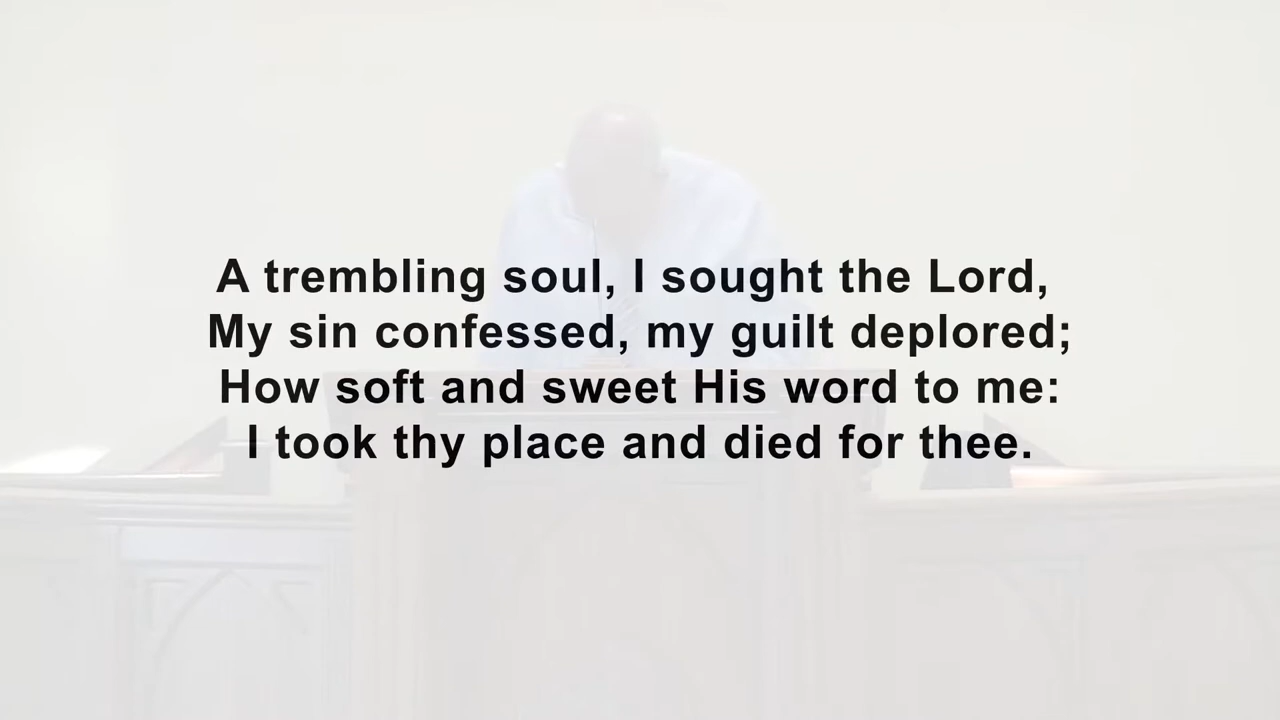 A trembling soul, I sought the Lord,
My sin confessed, my guilt deplored;
How soft and sweet His word to me:
I took thy place and died for thee.